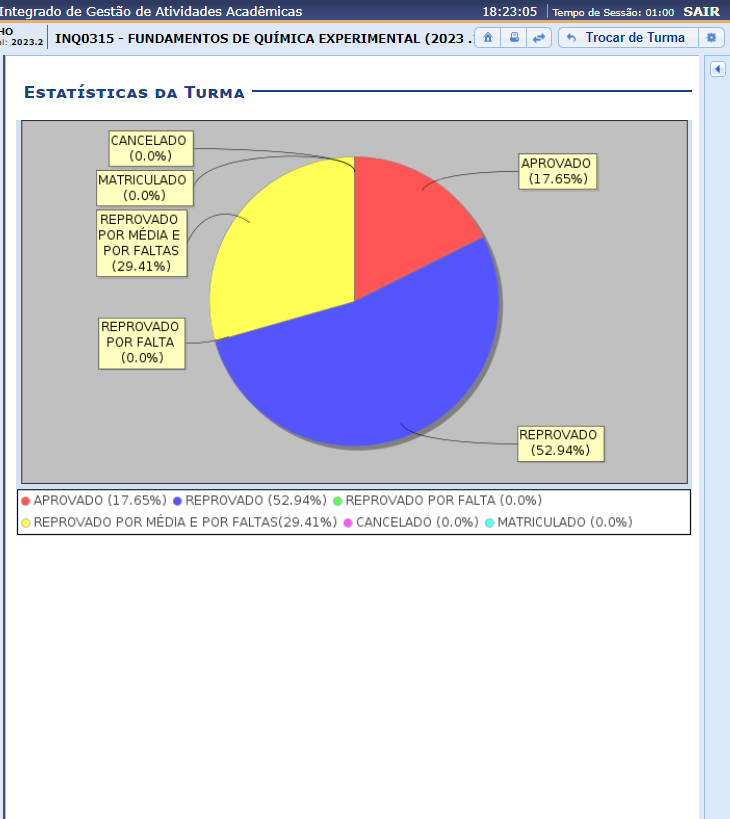 Integrado de Gestão de Atividades Acadêmicas 18:23:05 Tempo de Sessão: 01:00 SAIR
HO
el: 2023.2 INQ0315 - FUNDAMENTOS DE QUÍMICA EXPERIMENTAL (2023 . Trocar de Turma
Estatísticas da Turma
CANCELADO
(0.0%)
MATRICULADO
(0.0%)
REPROVADO
POR MÉDIA E
POR FALTAS
(29.41%)
REPROVADO
POR FALTA
(0.0%)
APROVADO
(17.65%)
REPROVADO
(52.94%)
APROVADO (17.65%) REPROVADO (52.94%) REPROVADO POR FALTA (0.0%)
REPROVADO POR MÉDIA E POR FALTAS(29.41%) CANCELADO (0.0%) MATRICULADO (0.0%)